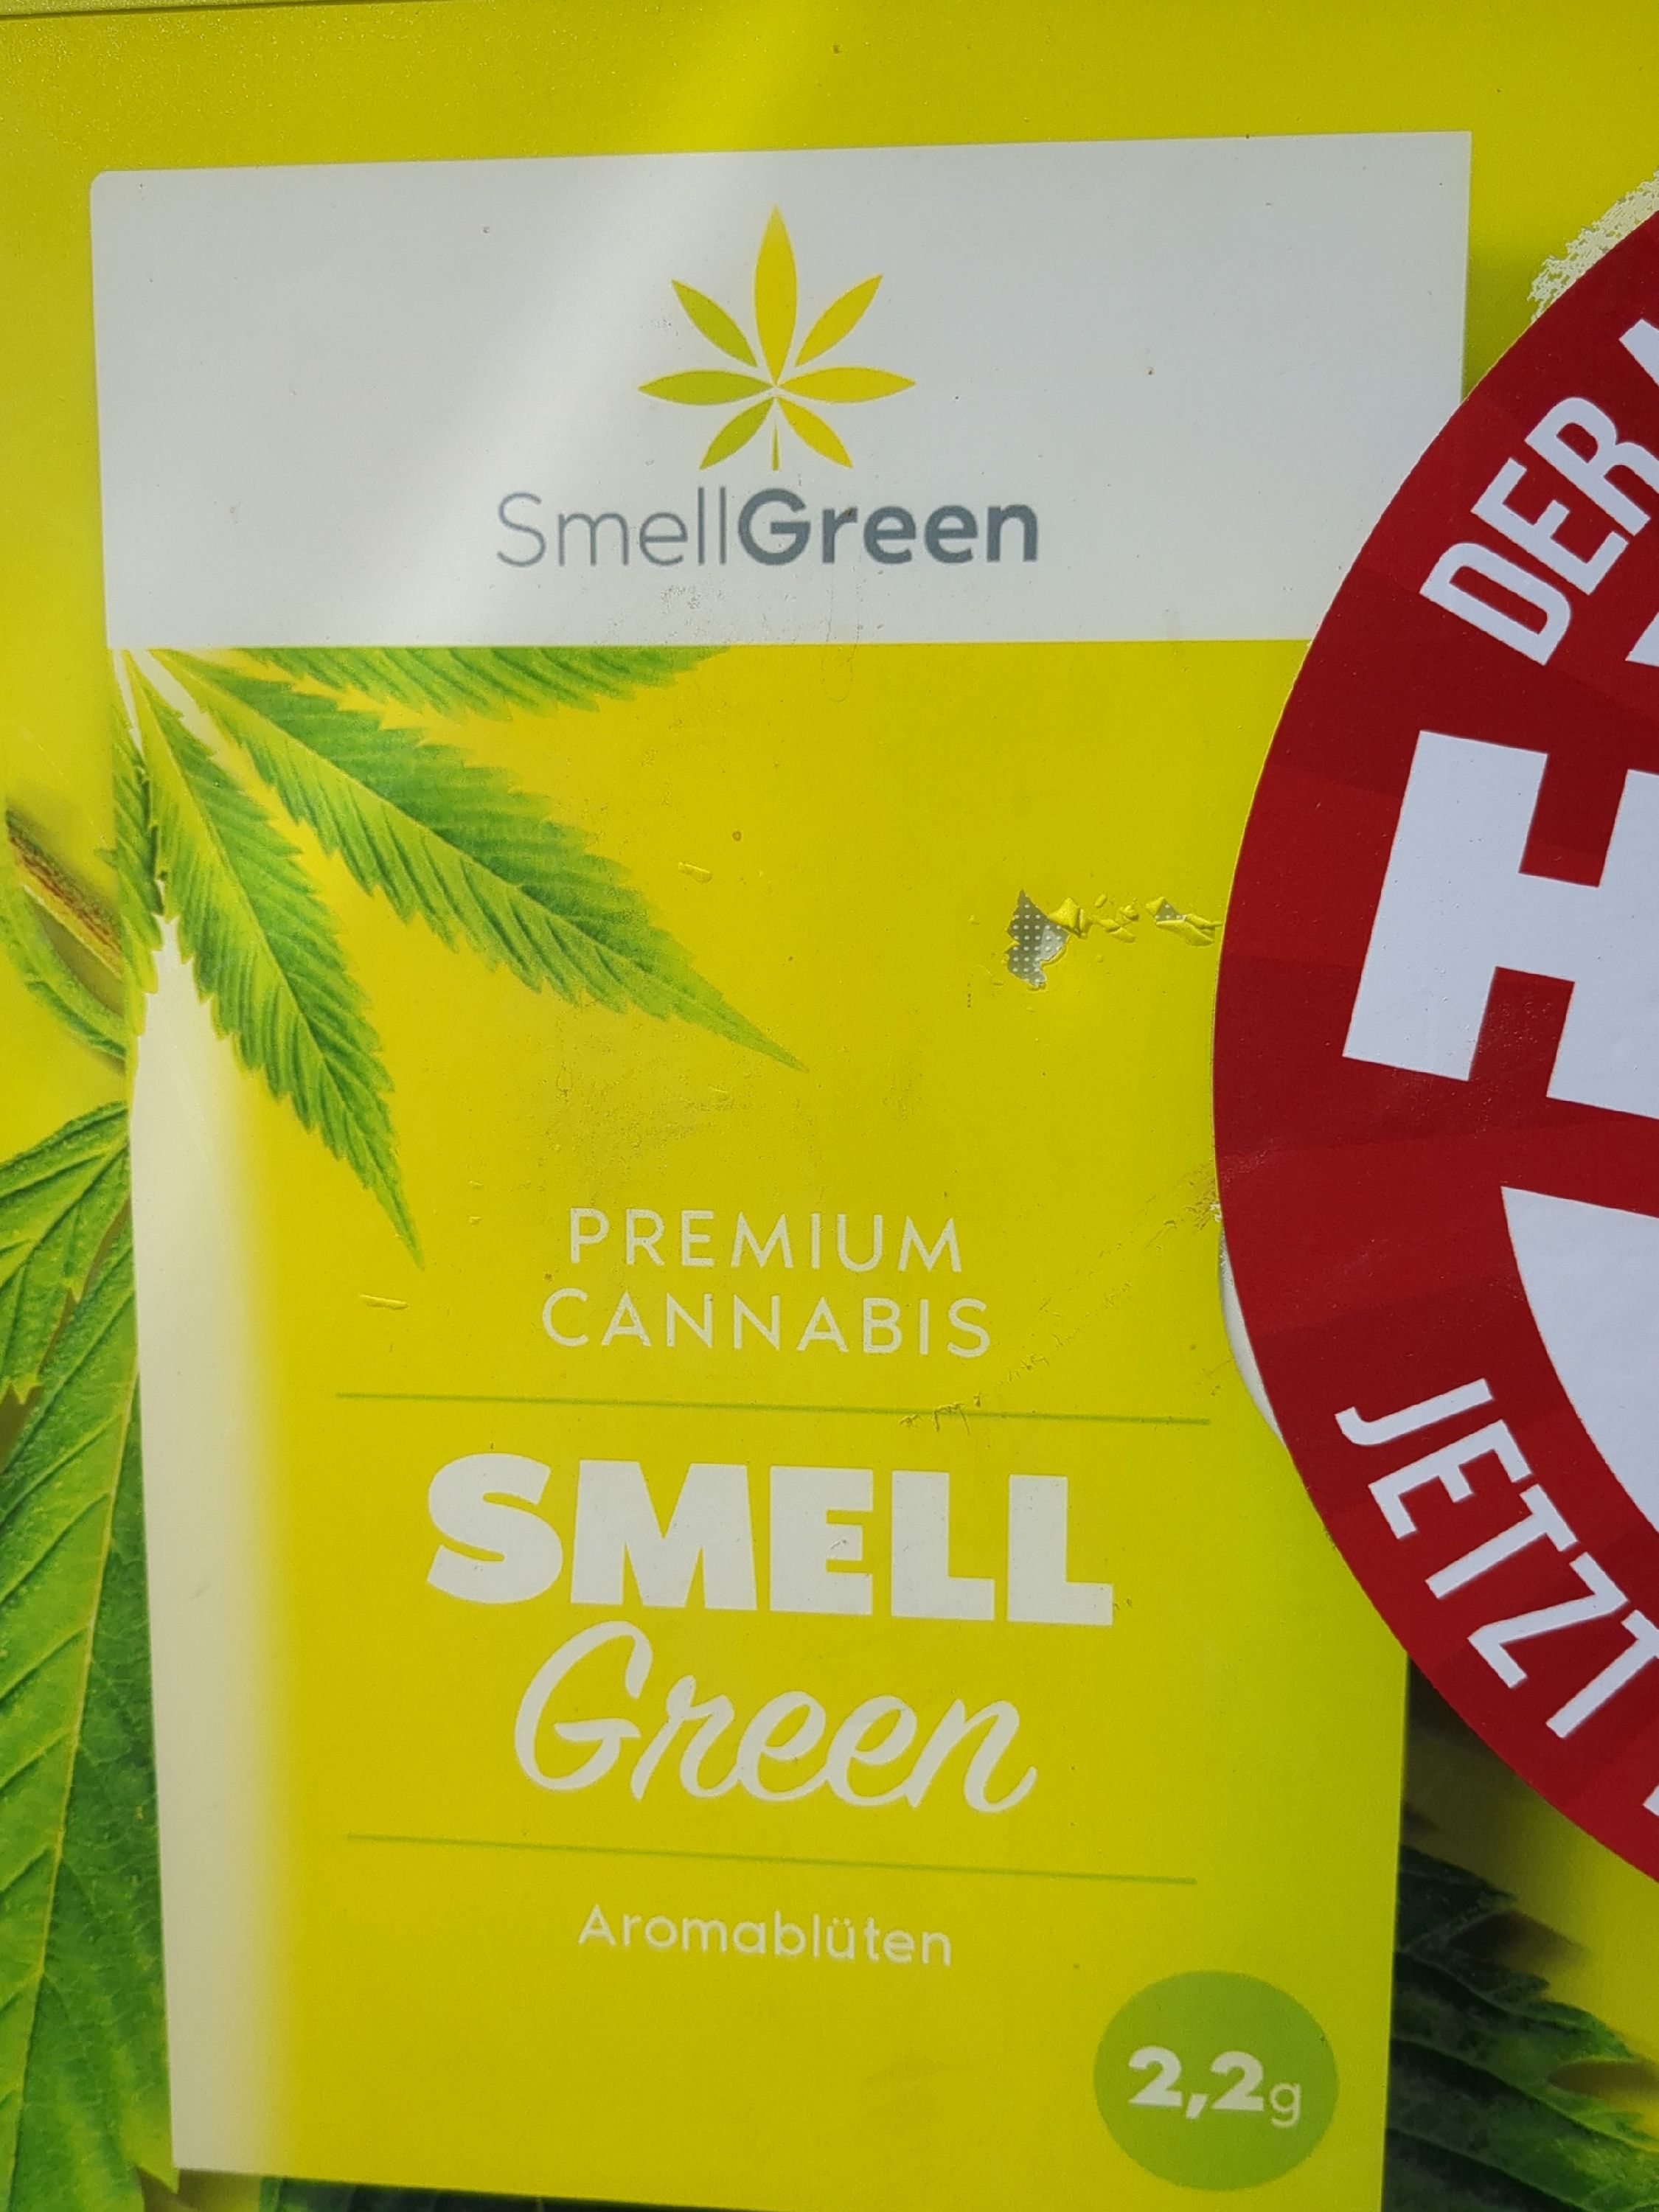 SmellGreen
PREMIUM
CANNABIS
SMELL
Green
Aromablüten
2,2g
DER
H
JETZT